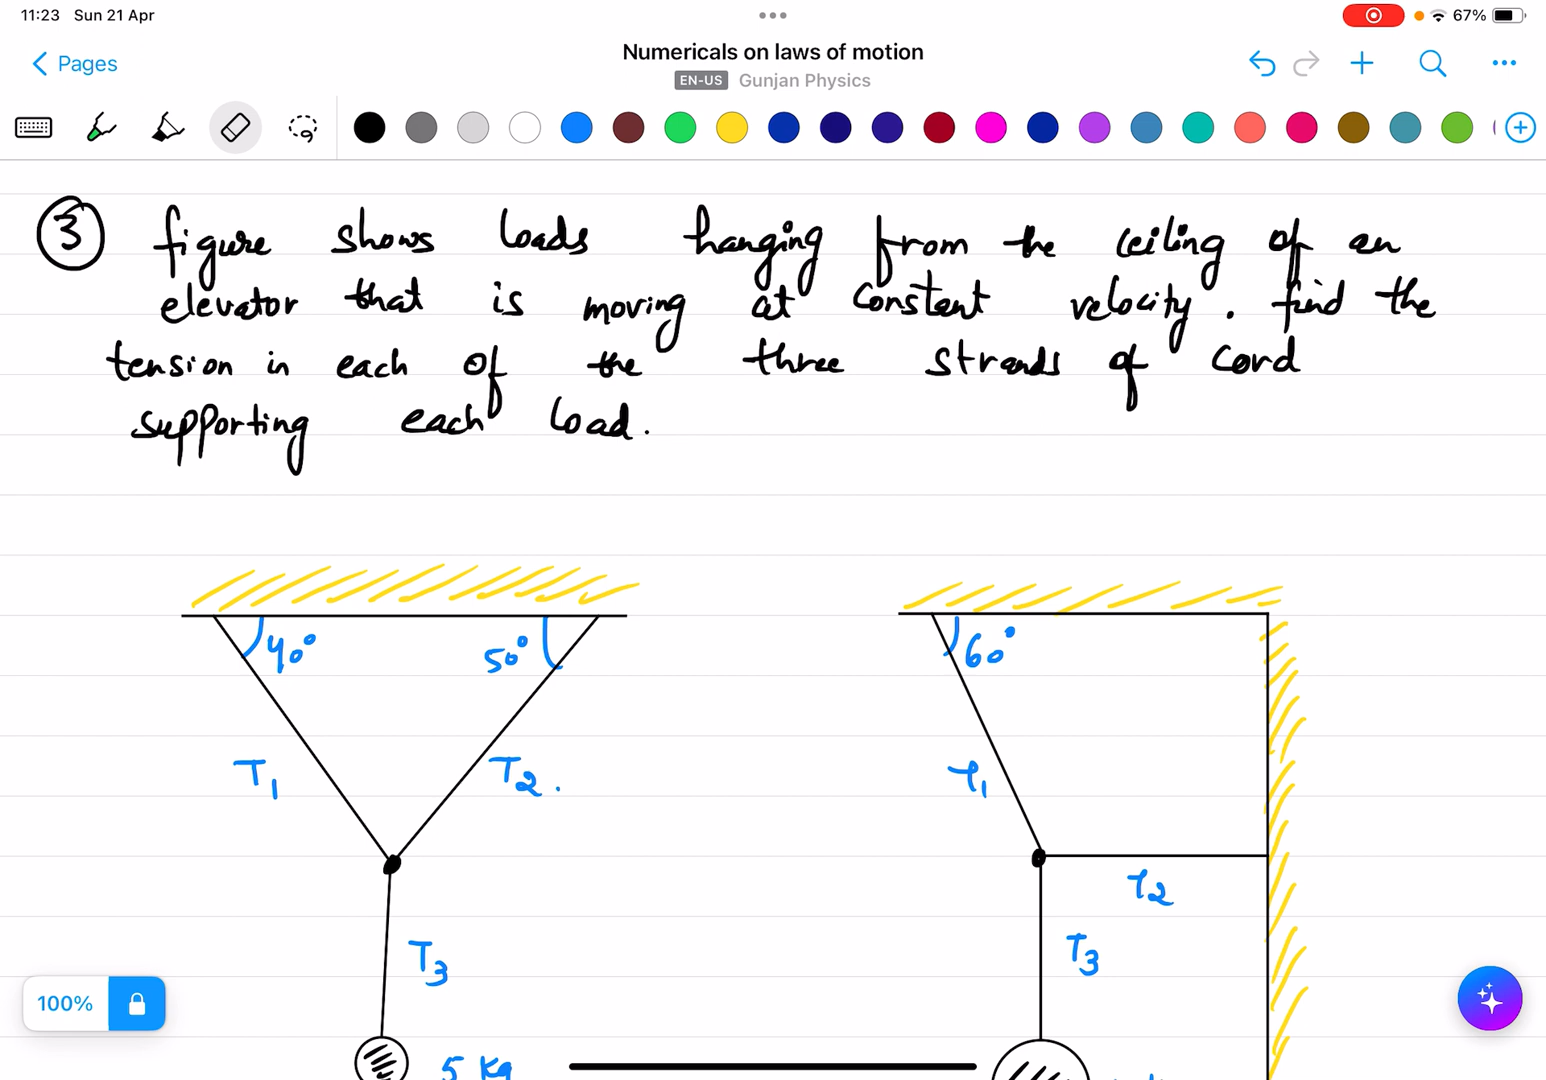 11:23 Sun 21 Apr
67%
Pages
Numericals on laws of motion
EN-US Gunjan Physics
③ figure shows loads hanging from the ceiling of an
elevator that is moving at constant velocity. find the
tension in each of the three strands of cord
supporting each load.
40° 50°
60°
T1 T2.
T1
T2
T3
T3
100%
5 Kg